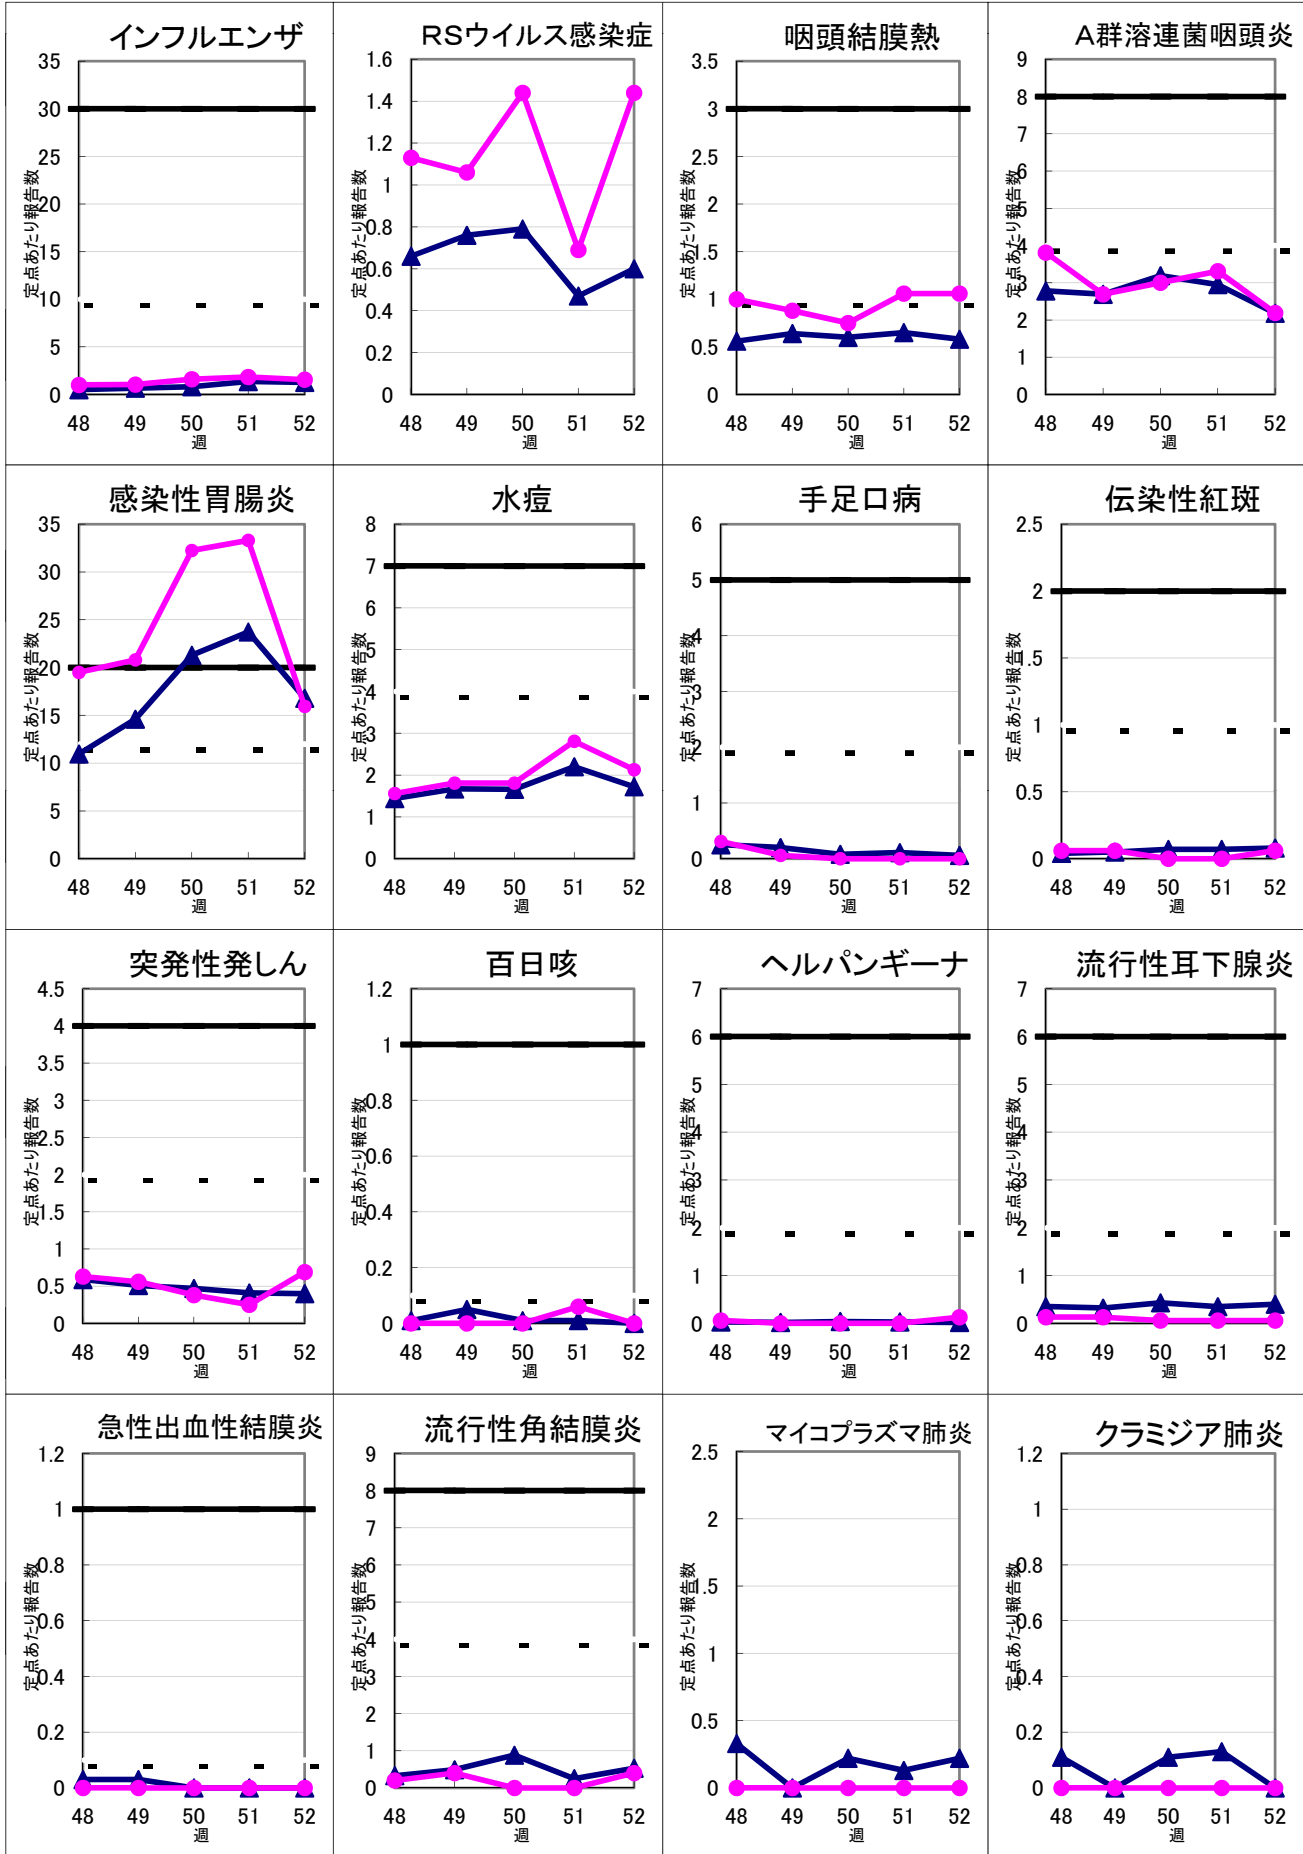 インフルエンザ
35
30
25
20
15
10
5
0
定点あたり報告数
48 49 50 51 52
週
RSウイルス感染症
1.6
1.4
1.2
1
0.8
0.6
0.4
0.2
0
定点あたり報告数
48 49 50 51 52
週
咽頭結膜熱
3.5
3
2.5
2
1.5
1
0.5
0
定点あたり報告数
48 49 50 51 52
週
A群溶連菌咽頭炎
9
8
7
6
5
4
3
2
1
0
定点あたり報告数
48 49 50 51 52
週
感染性胃腸炎
35
30
25
20
15
10
5
0
定点あたり報告数
48 49 50 51 52
週
水痘
8
7
6
5
4
3
2
1
0
定点あたり報告数
48 49 50 51 52
週
手足口病
6
5
4
3
2
1
0
定点あたり報告数
48 49 50 51 52
週
伝染性紅斑
2.5
2
1.5
1
0.5
0
定点あたり報告数
48 49 50 51 52
週
突発性発しん
4.5
4
3.5
3
2.5
2
1.5
1
0.5
0
定点あたり報告数
48 49 50 51 52
週
百日咳
1.2
1
0.8
0.6
0.4
0.2
0
定点あたり報告数
48 49 50 51 52
週
ヘルパンギーナ
7
6
5
4
3
2
1
0
定点あたり報告数
48 49 50 51 52
週
流行性耳下腺炎
7
6
5
4
3
2
1
0
定点あたり報告数
48 49 50 51 52
週
急性出血性結膜炎
1.2
1
0.8
0.6
0.4
0.2
0
定点あたり報告数
48 49 50 51 52
週
流行性角結膜炎
9
8
7
6
5
4
3
2
1
0
定点あたり報告数
48 49 50 51 52
週
マイコプラズマ肺炎
2.5
2
1.5
1
0.5
0
定点あたり報告数
48 49 50 51 52
週
クラミジア肺炎
1.2
1
0.8
0.6
0.4
0.2
0
定点あたり報告数
48 49 50 51 52
週